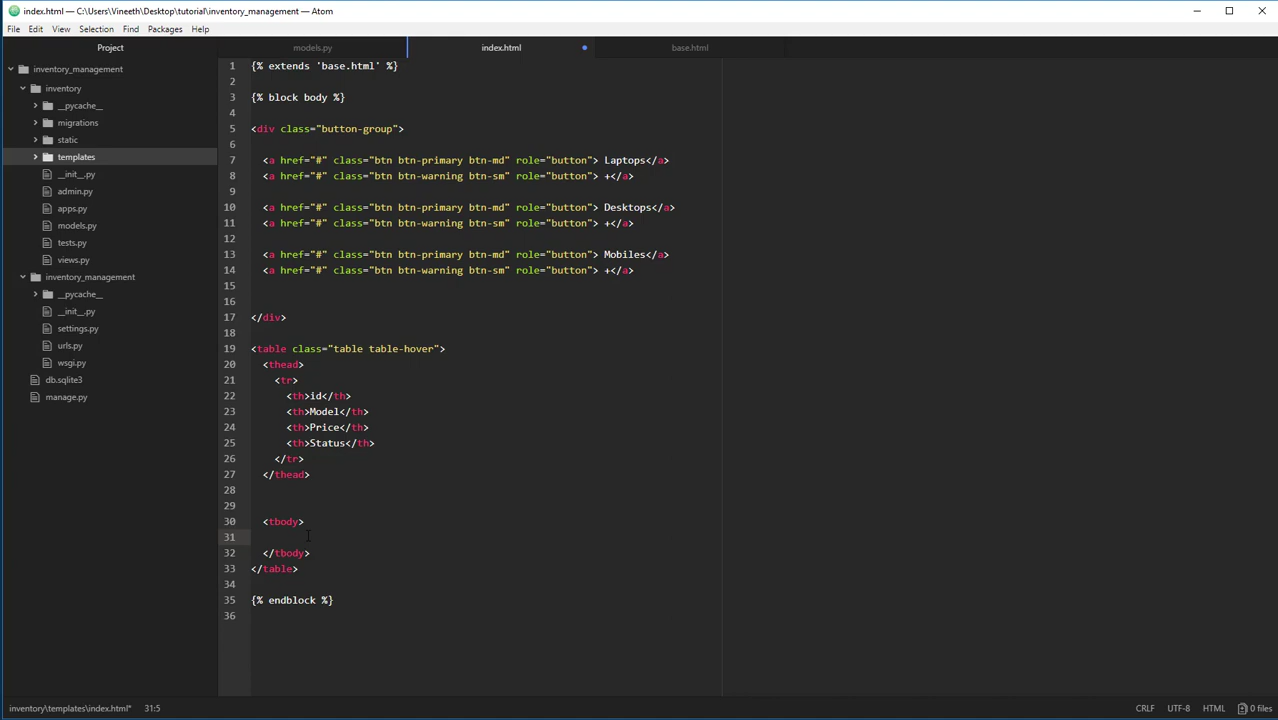 index.html — C:\Users\Vineeth\Desktop\tutorial\inventory_management — Atom
File Edit View Selection Find Packages Help
Project
inventory_management
inventory
__pycache__
migrations
static
templates
__init__.py
admin.py
apps.py
models.py
tests.py
views.py
inventory_management
__pycache__
__init__.py
settings.py
urls.py
wsgi.py
db.sqlite3
manage.py
models.py index.html base.html
1 {% extends 'base.html' %}
2
3 {% block body %}
4
5 <div class="button-group">
6
7 <a href="#" class="btn btn-primary btn-md" role="button"> Laptops</a>
8 <a href="#" class="btn btn-warning btn-sm" role="button"> +</a>
9
10 <a href="#" class="btn btn-primary btn-md" role="button"> Desktops</a>
11 <a href="#" class="btn btn-warning btn-sm" role="button"> +</a>
12
13 <a href="#" class="btn btn-primary btn-md" role="button"> Mobiles</a>
14 <a href="#" class="btn btn-warning btn-sm" role="button"> +</a>
15
16
17 </div>
18
19 <table class="table table-hover">
20 <thead>
21 <tr>
22 <th>id</th>
23 <th>Model</th>
24 <th>Price</th>
25 <th>Status</th>
26 </tr>
27 </thead>
28
29
30 <tbody>
31
32 </tbody>
33 </table>
34
35 {% endblock %}
36
inventory\templates\index.html* 31:5 CRLF UTF-8 HTML 0 files